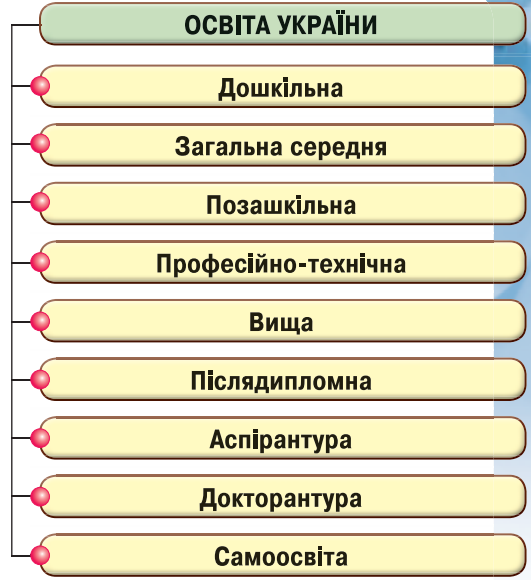 ОСВІТА УКРАЇНИ
Дошкільна
Загальна середня
Позашкільна
Професійно-технічна
Вища
Післядипломна
Аспірантура
Докторантура
Самоосвіта